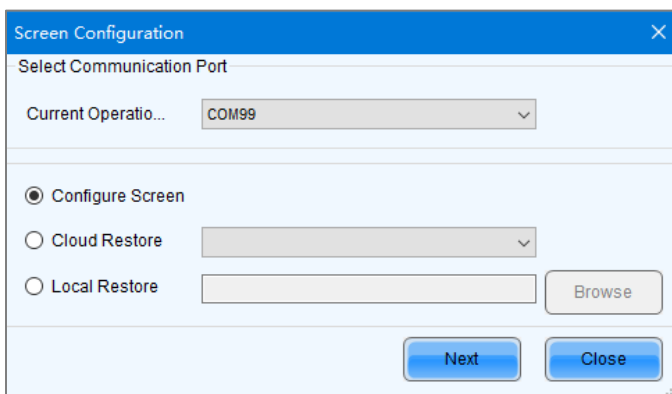 Screen Configuration
Select Communication Port
Current Operatio... COM99
Configure Screen
Cloud Restore
Local Restore Browse
Next Close